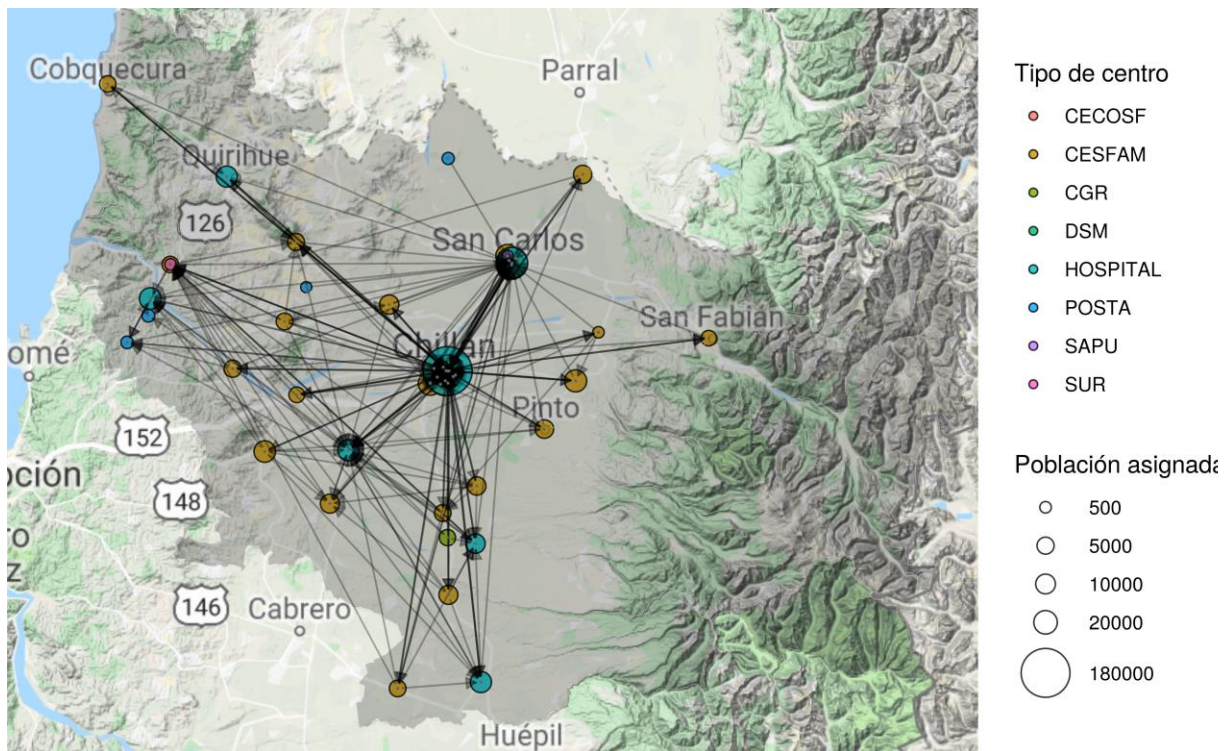 Cobquecura
Parral
Quirihue
126
San Carlos
San Fabián
Chillán
omé
Pinto
152
oción
148
ro
z
146
Cabrero
Huépil
Tipo de centro
CECOSF
CESFAM
CGR
DSM
HOSPITAL
POSTA
SAPU
SUR
Población asignada
500
5000
10000
20000
180000